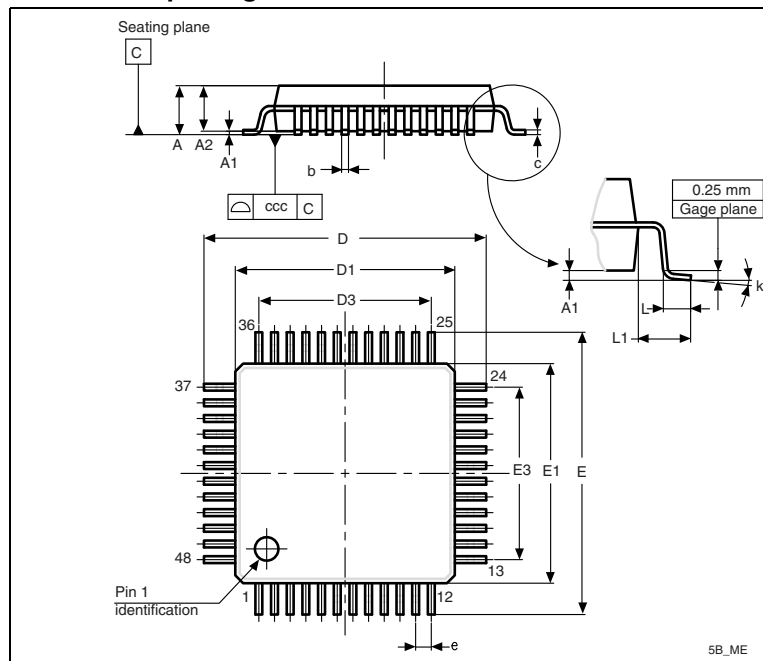 Seating plane
C
A
A2
A1
b
c
ccc
C
0.25 mm
Gage plane
D
D1
D3
A1
L
L1
k
36
25
37
24
E3
E1
E
48
13
Pin 1
identification
1
12
e
5B_ME